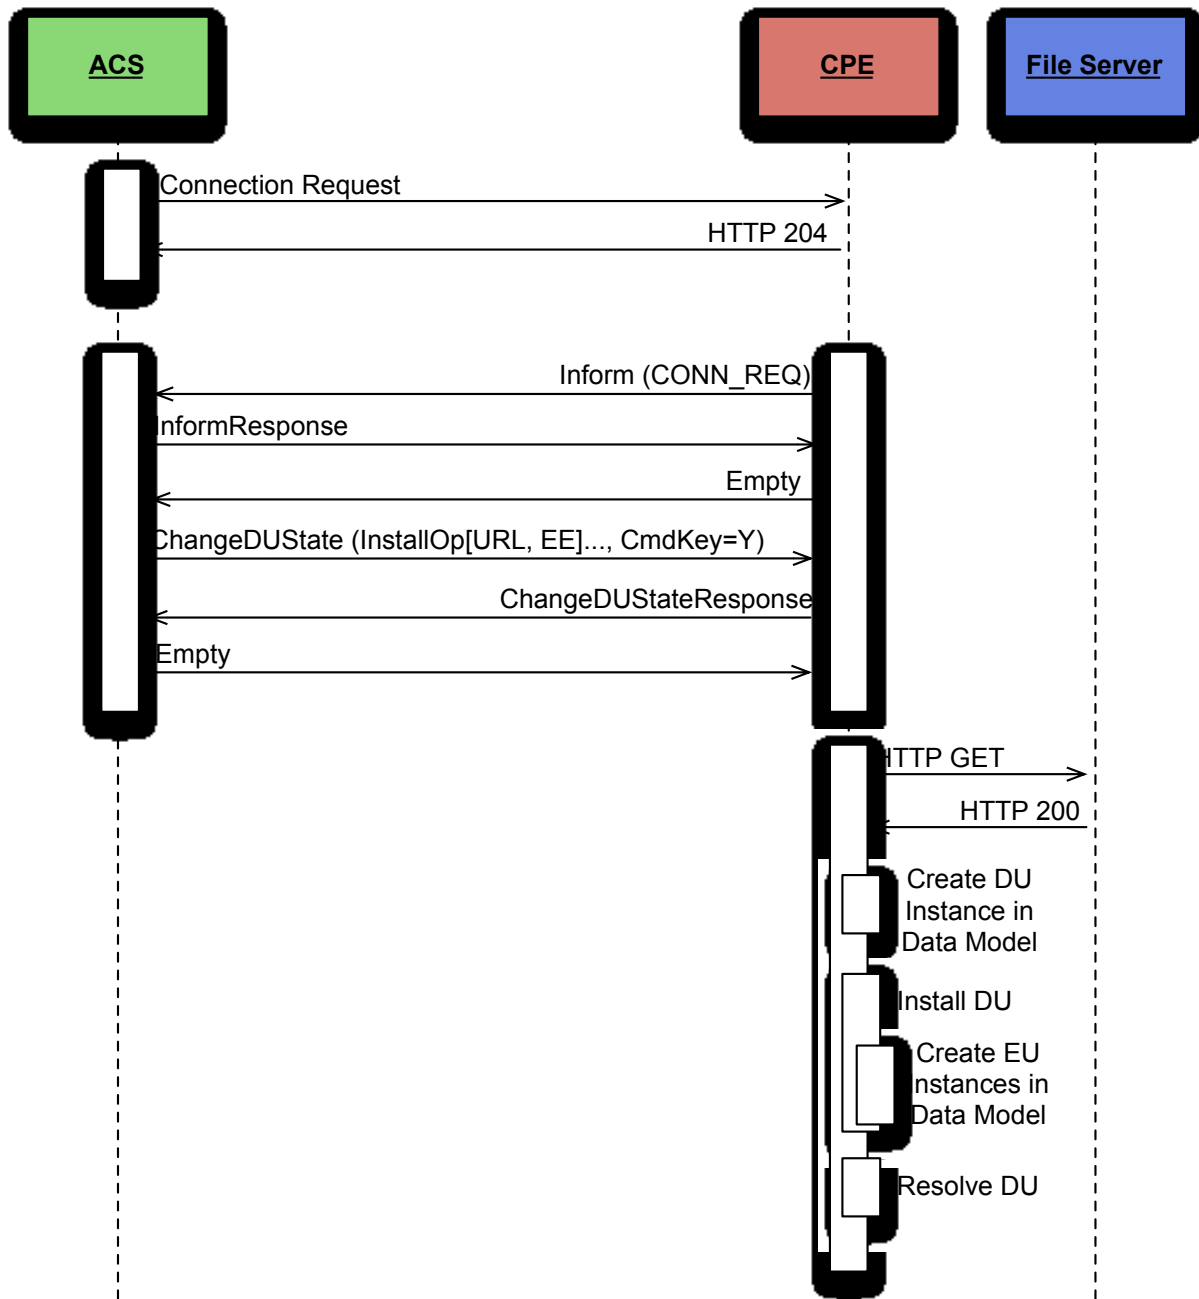 ACS
CPE
File Server
Connection Request
HTTP 204
Inform (CONN_REQ)
InformResponse
Empty
ChangeDUState (InstallOp[URL, EE]..., CmdKey=Y)
ChangeDUStateResponse
Empty
HTTP GET
HTTP 200
Create DU
Instance in
Data Model
Install DU
Create EU
Instances in
Data Model
Resolve DU